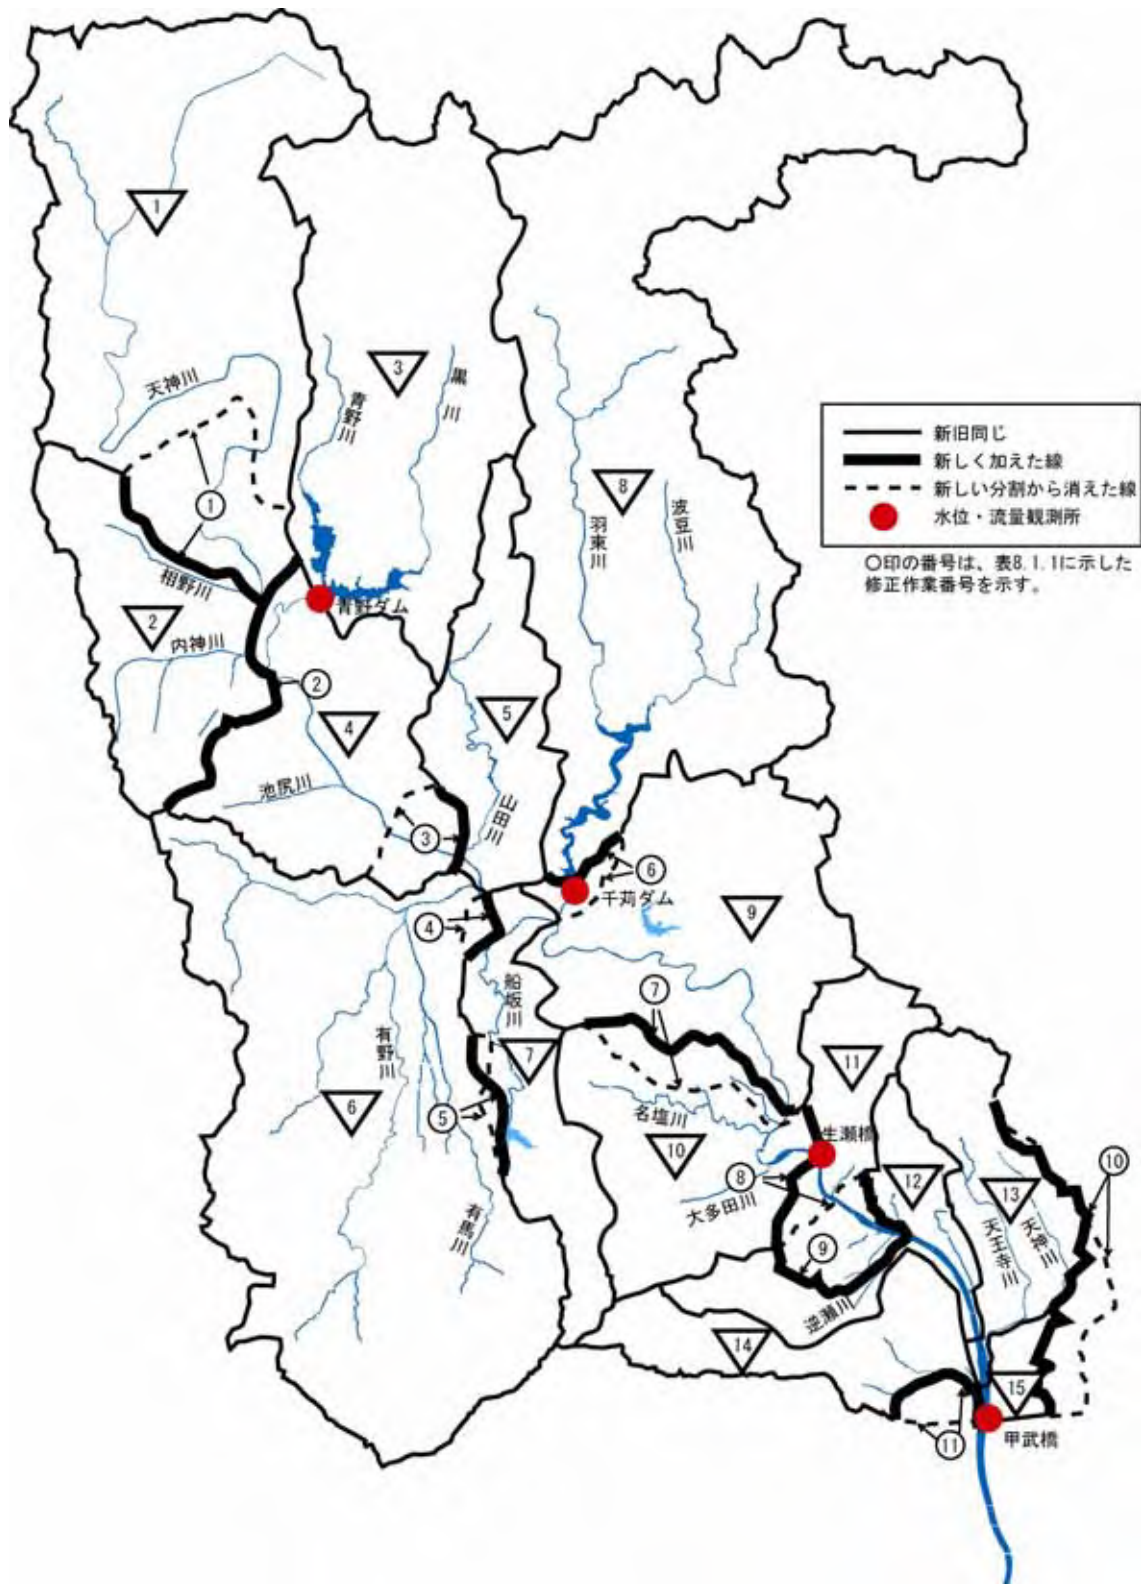 1
天神川
3
青野川
黒川
8
羽束川
波豆川
新旧同じ
新しく加えた線
新しい分割から消えた線
水位・流量観測所
〇印の番号は、表8.1.1に示した
修正作業番号を示す。
①
相野川
2
内神川
青野ダム
②
4
5
池尻川
③
山田川
⑥
千苅ダム
9
④
船坂川
⑦
7
有野川
6
⑤
名塩川
10
11
生瀬橋
⑧
大多田川
12
13
⑩
天神川
天王寺川
有馬川
⑨
逆瀬川
14
15
⑪
甲武橋